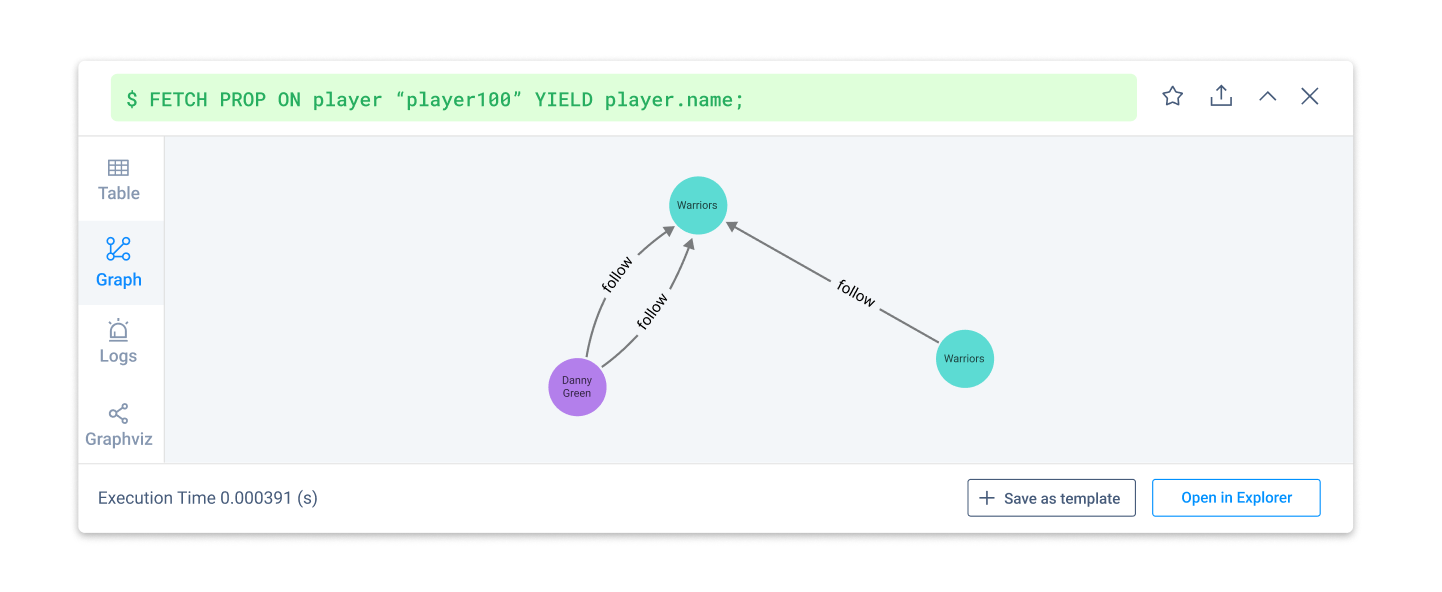 $ FETCH PROP ON player “player100” YIELD player.name;
Table
Graph
Logs
Graphviz
Warriors
follow
follow
follow
Danny
Green
Warriors
Execution Time 0.000391 (s)
Save as template
Open in Explorer